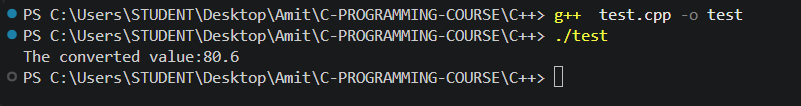 PS C:\Users\STUDENT\Desktop\Amit\C-PROGRAMMING-COURSE\C++> g++  test.cpp -o test
PS C:\Users\STUDENT\Desktop\Amit\C-PROGRAMMING-COURSE\C++> ./test
The converted value:80.6
PS C:\Users\STUDENT\Desktop\Amit\C-PROGRAMMING-COURSE\C++>